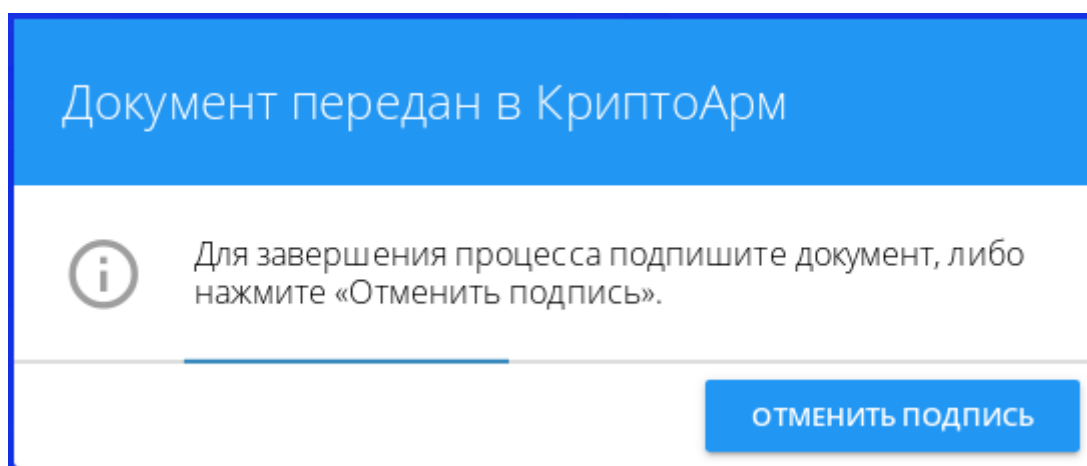 Документ передан в КриптоАрм
Для завершения процесса подпишите документ, либо
нажмите «Отменить подпись».
ОТМЕНИТЬ ПОДПИСЬ